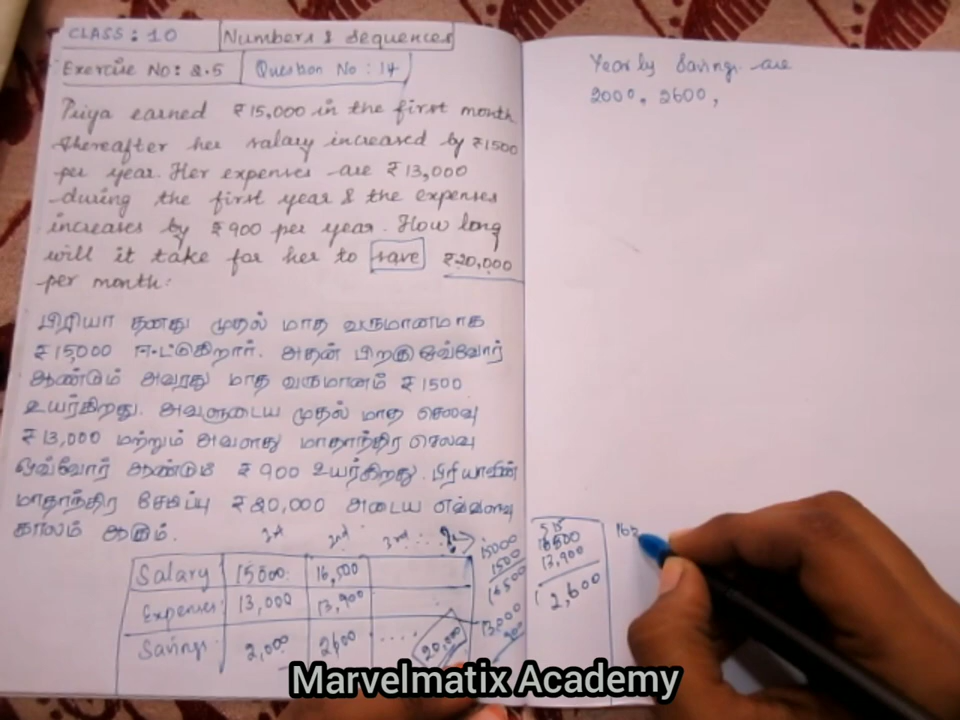 CLASS : 10
Numbers & Sequences
Exercise No: 2.5
Question No : 14
Priya earned ₹15,000 in the first month
thereafter her salary increased by ₹1500
per year. Her expenses are ₹13,000
during the first year & the expenses
increases by ₹900 per year. How long
will it take for her to save ₹20,000
per month:
பிரியா தனது முதல் மாத வருமானமாக
₹15,000 ஈட்டுகிறார். அதன் பிறகு ஒவ்வோர்
ஆண்டும் அவரது மாத வருமானம் ₹1500
உயர்கிறது. அவளுடைய முதல் மாத செலவு
₹13,000 மற்றும் அவளது மாதாந்திர செலவு
ஒவ்வோர் ஆண்டும் ₹900 உயர்கிறது. பிரியாவின்
மாதாந்திர சேமிப்பு ₹20,000 அடைய எவ்வளவு
காலம் ஆகும்.
2nd 3rd
Salary 15000 16,500
Expenses 13,000 13,900
Savings 2,000 2600 .... 20,000
15000
1500
16500
13,000
900
Yearly Savings are
2000, 2600,
16500
13,900
2,600
Marvelmatix Academy